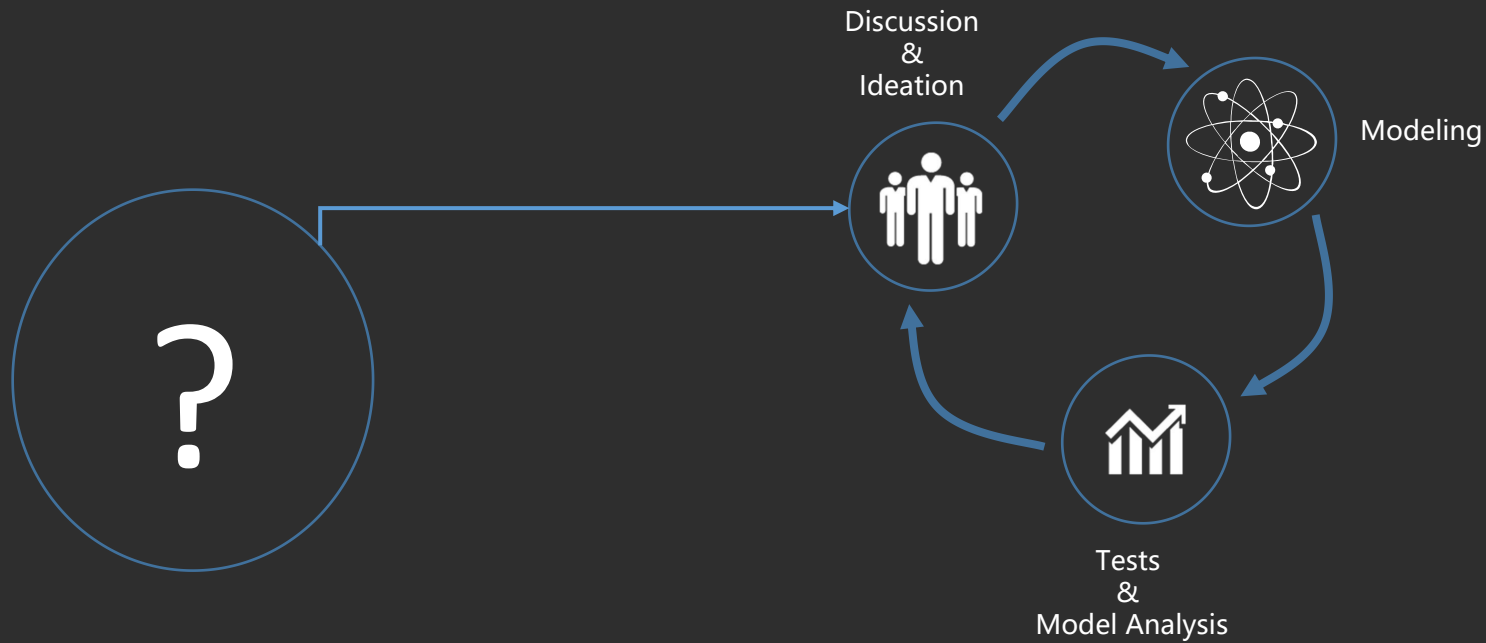 Discussion
&
Ideation
Modeling
?
Tests
&
Model Analysis